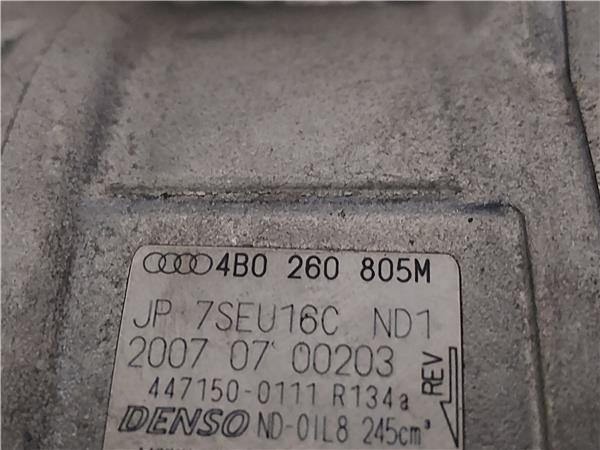 4B0 260 805M
JP 7SEU16C ND1
2007 07 00203
447150-0111 R134a
REV
DENSO ND-OIL8 245cm³